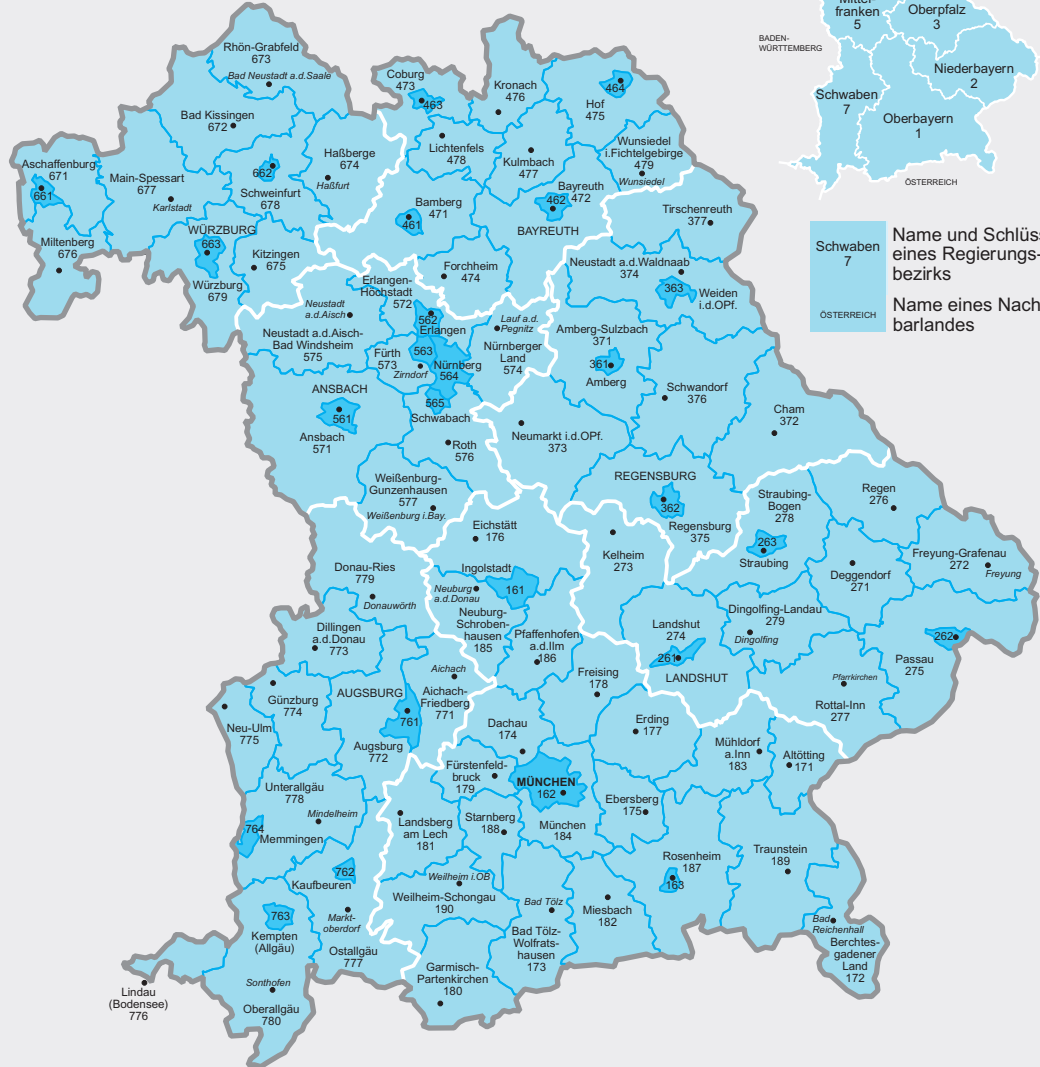 Rhön-Grabfeld
673
Bad Neustadt a.d.Saale
Coburg
473
463
Kronach
476
Hof
475
464
Bad Kissingen
672
Lichtenfels
478
Kulmbach
477
Wunsiedel
i.Fichtelgebirge
479
Wunsiedel
Aschaffenburg
671
661
Main-Spessart
677
Karlstadt
662
Schweinfurt
678
Haßberge
674
Haßfurt
Bamberg
471
461
Bayreuth
462
472
BAYREUTH
Tirschenreuth
377
Miltenberg
676
WÜRZBURG
663
Würzburg
679
Kitzingen
675
Forchheim
474
Neustadt a.d.Waldnaab
374
363
Weiden
i.d.OPf.
Erlangen-
Höchstadt
572
562
Erlangen
Neustadt
a.d.Aisch
Neustadt a.d.Aisch-
Bad Windsheim
575
Fürth
573
563
Zirndorf
Nürnberg
564
Lauf a.d.
Pegnitz
Nürnberger
Land
574
Amberg-Sulzbach
371
361
Amberg
Schwandorf
376
Cham
372
ANSBACH
561
Ansbach
571
565
Schwabach
Roth
576
Neumarkt i.d.OPf.
373
Weißenburg-
Gunzenhausen
577
Weißenburg i.Bay.
REGENSBURG
362
Regensburg
375
Straubing-
Bogen
278
263
Straubing
Regen
276
Freyung-Grafenau
272
Freyung
Eichstätt
176
Kelheim
273
Deggendorf
271
Donau-Ries
779
Donauwörth
Ingolstadt
161
Neuburg
a.d.Donau
Neuburg-
Schroben-
hausen
185
Pfaffenhofen
a.d.Ilm
186
Landshut
274
261
LANDSHUT
Dingolfing-Landau
279
Dingolfing
262
Passau
275
Pfarrkirchen
Rottal-Inn
277
Dillingen
a.d.Donau
773
Aichach
Aichach-
Friedberg
771
Günzburg
774
AUGSBURG
761
Augsburg
772
Neu-Ulm
775
Freising
178
Dachau
174
Erding
177
Mühldorf
a.Inn
183
Altötting
171
Fürstenfeld-
bruck
179
MÜNCHEN
162
München
184
Ebersberg
175
Unterallgäu
778
Mindelheim
764
Memmingen
Landsberg
am Lech
181
Starnberg
188
Rosenheim
187
163
Traunstein
189
762
Kaufbeuren
Weilheim i.OB
Weilheim-Schongau
190
Bad Tölz
Bad Tölz-
Wolfrats-
hausen
173
Miesbach
182
Bad
Reichenhall
Berchtes-
gadener
Land
172
763
Kempten
(Allgäu)
Markt-
oberdorf
Ostallgäu
777
Garmisch-
Partenkirchen
180
Lindau
(Bodensee)
776
Sonthofen
Oberallgäu
780
franken
5
Oberpfalz
3
BADEN-
WÜRTTEMBERG
Niederbayern
2
Schwaben
7
Oberbayern
1
ÖSTERREICH
Schwaben
7
Name und Schlüss
eines Regierungs-
bezirks
ÖSTERREICH
Name eines Nach
barlandes